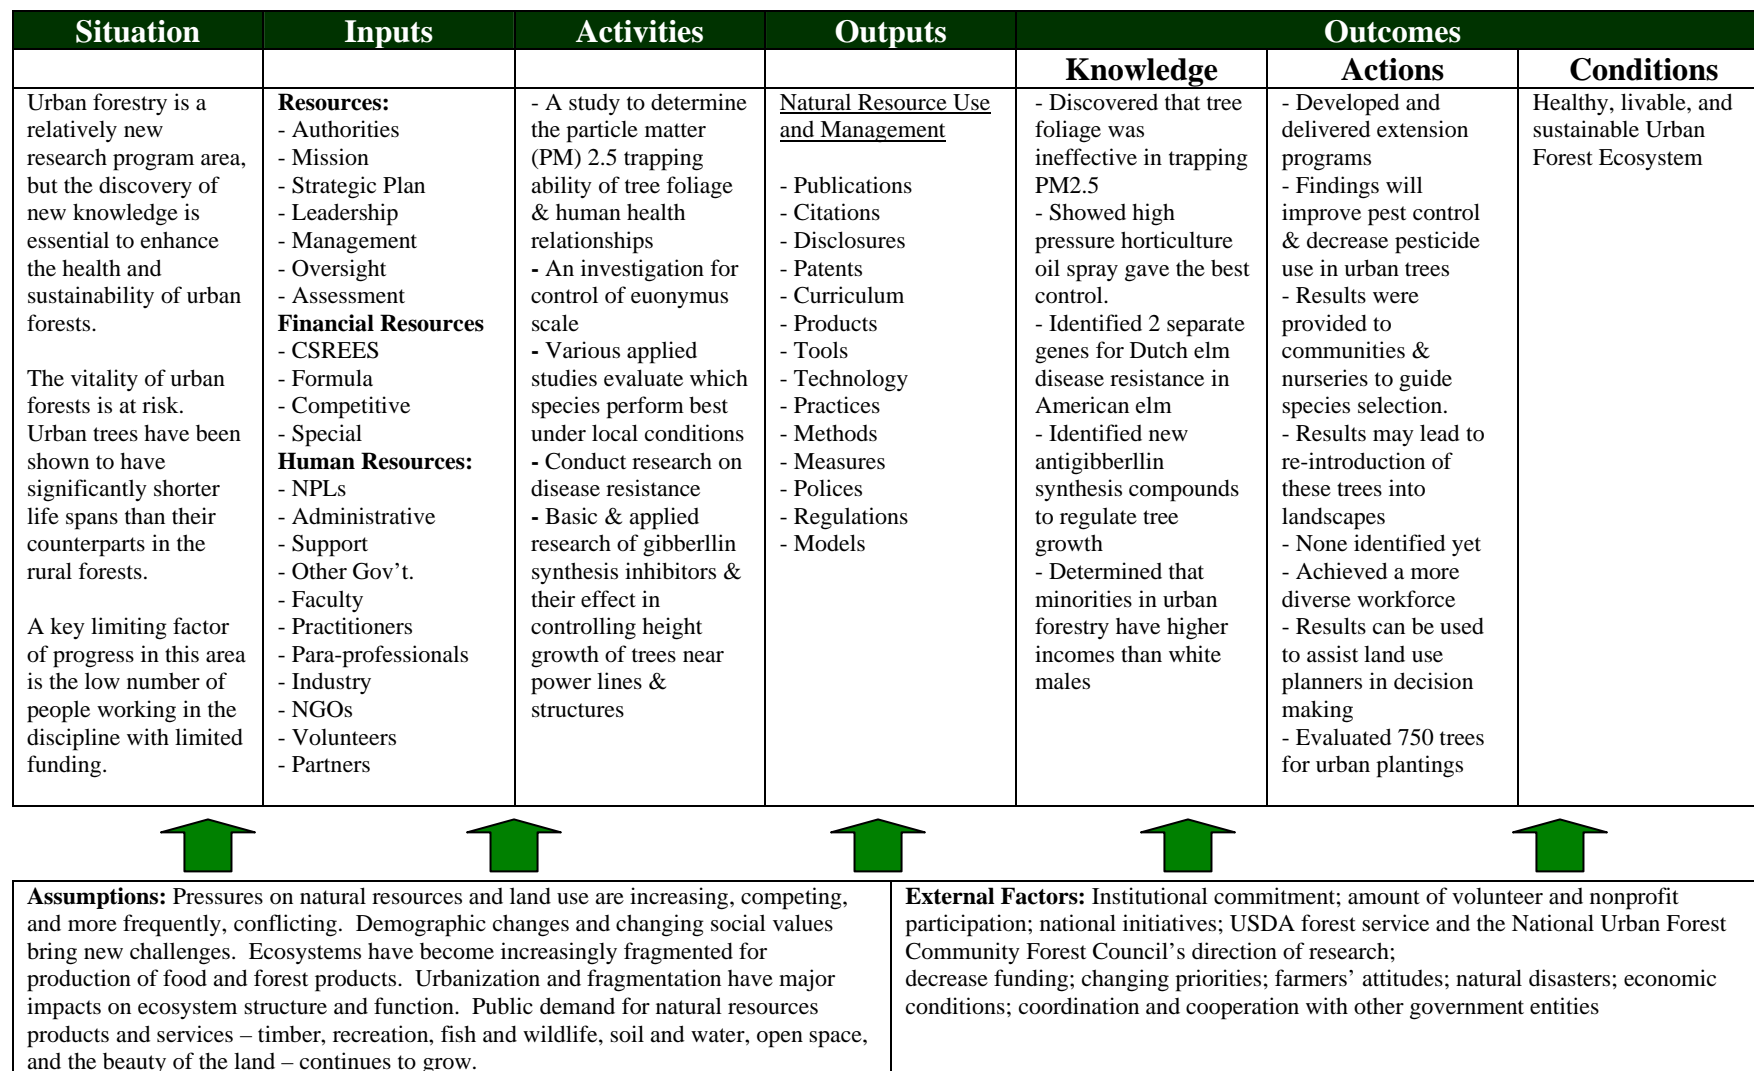 Situation
Inputs
Activities
Outputs
Outcomes
Knowledge
Actions
Conditions
Urban forestry is a
relatively new
research program area,
but the discovery of
new knowledge is
essential to enhance
the health and
sustainability of urban
forests.
The vitality of urban
forests is at risk.
Urban trees have been
shown to have
significantly shorter
life spans than their
counterparts in the
rural forests.
A key limiting factor
of progress in this area
is the low number of
people working in the
discipline with limited
funding.
Resources:
- Authorities
- Mission
- Strategic Plan
- Leadership
- Management
- Oversight
- Assessment
Financial Resources
- CSREES
- Formula
- Competitive
- Special
Human Resources:
- NPLs
- Administrative
- Support
- Other Gov’t.
- Faculty
- Practitioners
- Para-professionals
- Industry
- NGOs
- Volunteers
- Partners
- A study to determine
the particle matter
(PM) 2.5 trapping
ability of tree foliage
& human health
relationships
- An investigation for
control of euonymus
scale
- Various applied
studies evaluate which
species perform best
under local conditions
- Conduct research on
disease resistance
- Basic & applied
research of gibberllin
synthesis inhibitors &
their effect in
controlling height
growth of trees near
power lines &
structures
Natural Resource Use
and Management
- Publications
- Citations
- Disclosures
- Patents
- Curriculum
- Products
- Tools
- Technology
- Practices
- Methods
- Measures
- Polices
- Regulations
- Models
- Discovered that tree
foliage was
ineffective in trapping
PM2.5
- Showed high
pressure horticulture
oil spray gave the best
control.
- Identified 2 separate
genes for Dutch elm
disease resistance in
American elm
- Identified new
antigibberllin
synthesis compounds
to regulate tree
growth
- Determined that
minorities in urban
forestry have higher
incomes than white
males
- Developed and
delivered extension
programs
- Findings will
improve pest control
& decrease pesticide
use in urban trees
- Results were
provided to
communities &
nurseries to guide
species selection.
- Results may lead to
re-introduction of
these trees into
landscapes
- None identified yet
- Achieved a more
diverse workforce
- Results can be used
to assist land use
planners in decision
making
- Evaluated 750 trees
for urban plantings
Healthy, livable, and
sustainable Urban
Forest Ecosystem
Assumptions: Pressures on natural resources and land use are increasing, competing,
and more frequently, conflicting.  Demographic changes and changing social values
bring new challenges.  Ecosystems have become increasingly fragmented for
production of food and forest products.  Urbanization and fragmentation have major
impacts on ecosystem structure and function.  Public demand for natural resources
products and services – timber, recreation, fish and wildlife, soil and water, open space,
and the beauty of the land – continues to grow.
External Factors: Institutional commitment; amount of volunteer and nonprofit
participation; national initiatives; USDA forest service and the National Urban Forest
Community Forest Council’s direction of research;
decrease funding; changing priorities; farmers’ attitudes; natural disasters; economic
conditions; coordination and cooperation with other government entities